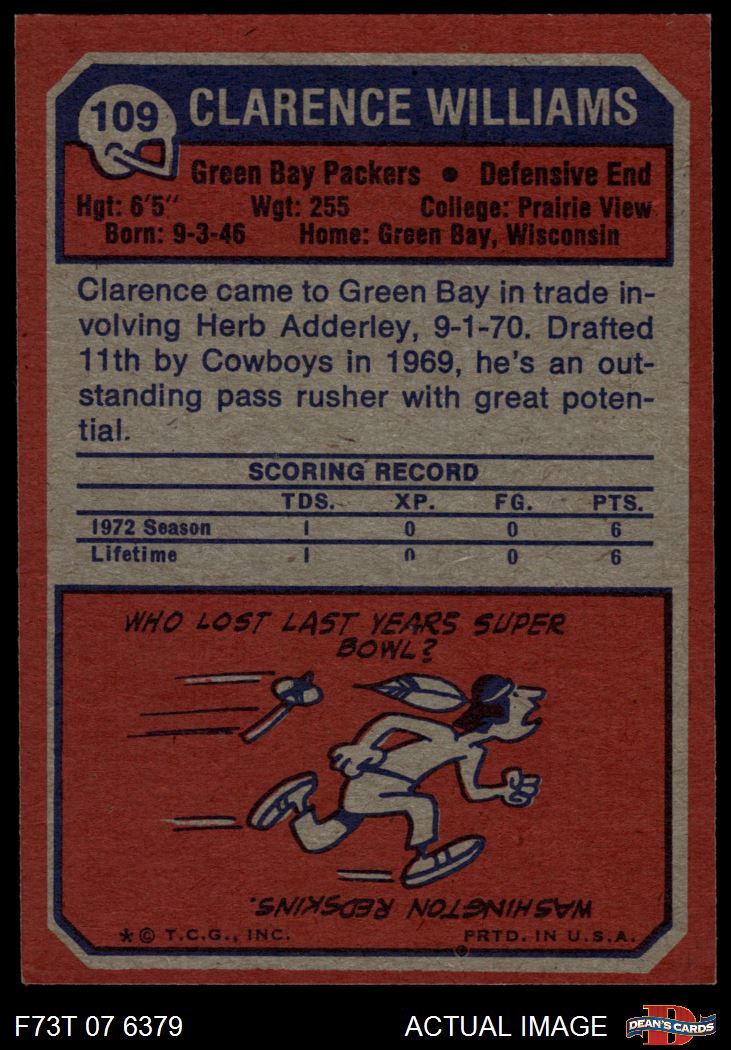 109 CLARENCE WILLIAMS
Green Bay Packers ● Defensive End
Hgt: 6'5" Wgt: 255 College: Prairie View
Born: 9-3-46 Home: Green Bay, Wisconsin
Clarence came to Green Bay in trade in-
volving Herb Adderley, 9-1-70. Drafted
11th by Cowboys in 1969, he's an out-
standing pass rusher with great poten-
tial.
SCORING RECORD
TDS. XP. FG. PTS.
1972 Season 1 0 0 6
Lifetime 1 0 0 6
WHO LOST LAST YEARS SUPER
BOWL?
WASHINGTON REDSKINS.
*© T.C.G., INC. PRTD. IN U.S.A.
F73T 07 6379 ACTUAL IMAGE DEAN'S CARDS